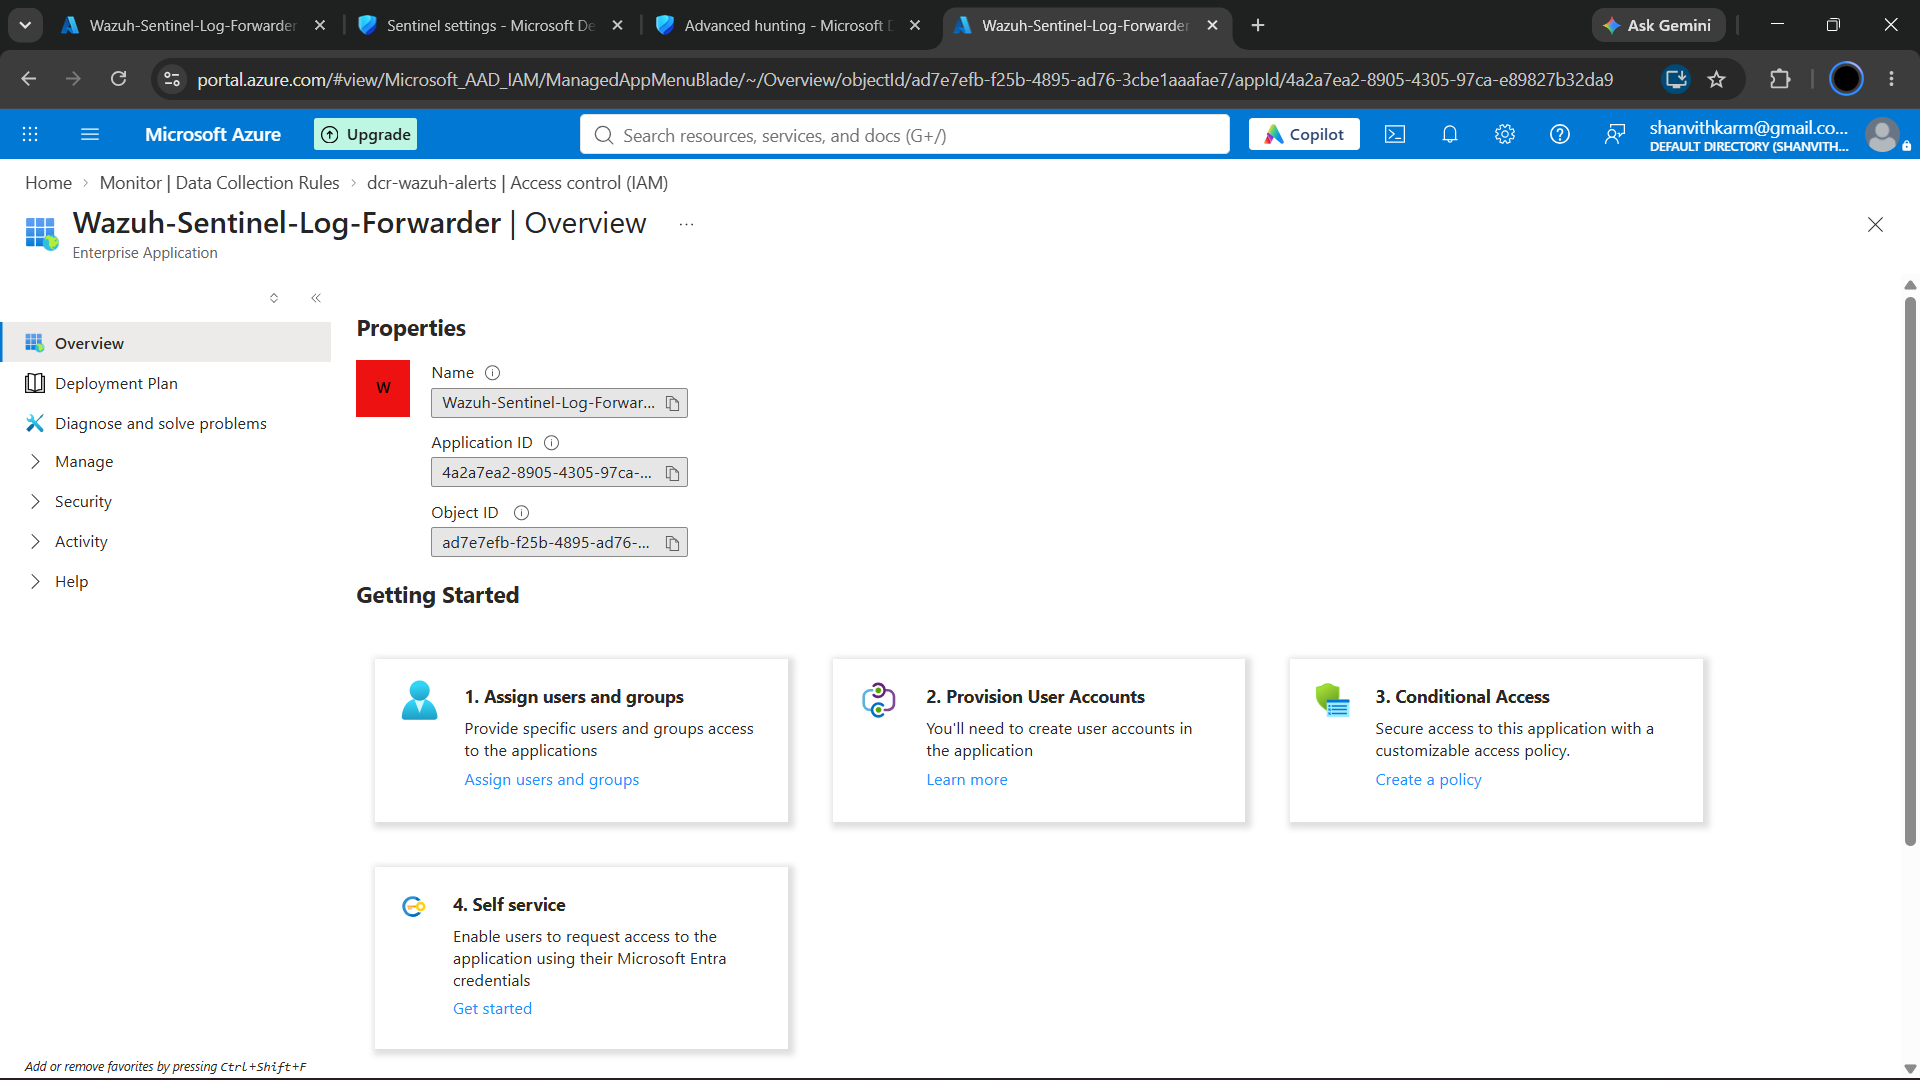 Wazuh-Sentinel-Log-Forwarder
Sentinel settings - Microsoft De
Advanced hunting - Microsoft D
Wazuh-Sentinel-Log-Forwarder
Ask Gemini
portal.azure.com/#view/Microsoft_AAD_IAM/ManagedAppMenuBlade/~/Overview/objectId/ad7e7efb-f25b-4895-ad76-3cbe1aaafae7/appId/4a2a7ea2-8905-4305-97ca-e89827b32da9
Microsoft Azure
Upgrade
Search resources, services, and docs (G+/)
Copilot
shanvithkarm@gmail.co...
DEFAULT DIRECTORY (SHANVITH...
Home > Monitor | Data Collection Rules > dcr-wazuh-alerts | Access control (IAM)
Wazuh-Sentinel-Log-Forwarder | Overview ...
Enterprise Application
Overview
Deployment Plan
Diagnose and solve problems
Manage
Security
Activity
Help
Properties
W
Name
Wazuh-Sentinel-Log-Forwar...
Application ID
4a2a7ea2-8905-4305-97ca-...
Object ID
ad7e7efb-f25b-4895-ad76-...
Getting Started
1. Assign users and groups
Provide specific users and groups access
to the applications
Assign users and groups
2. Provision User Accounts
You'll need to create user accounts in
the application
Learn more
3. Conditional Access
Secure access to this application with a
customizable access policy.
Create a policy
4. Self service
Enable users to request access to the
application using their Microsoft Entra
credentials
Get started
Add or remove favorites by pressing Ctrl+Shift+F